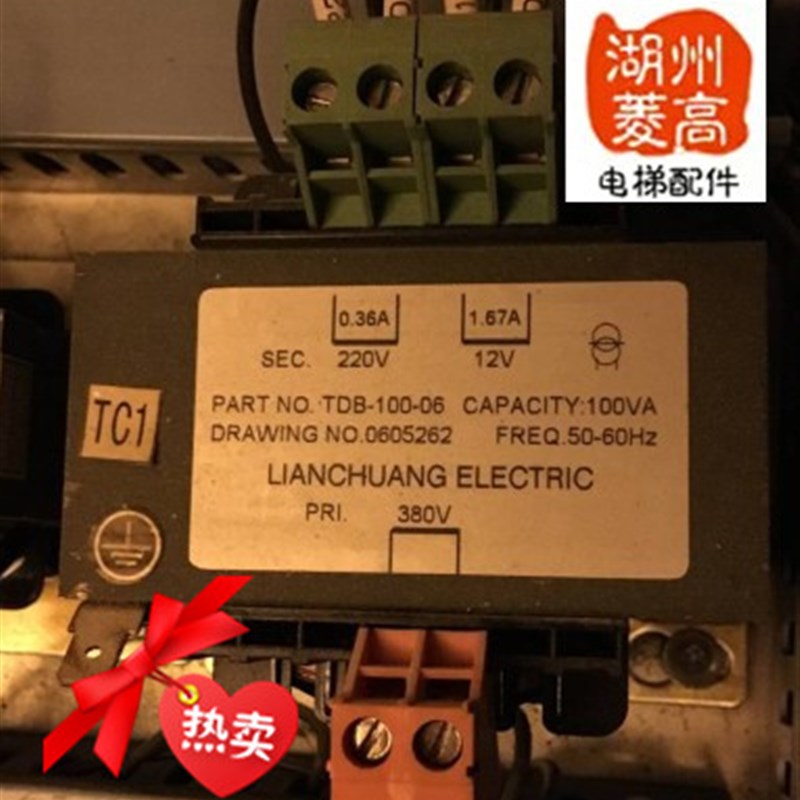 湖州
菱高
电梯配件
0.36A 1.67A
SEC. 220V 12V
PART NO. TDB-100-06 CAPACITY:100VA
DRAWING NO.0605262 FREQ.50-60Hz
LIANCHUANG ELECTRIC
PRI. 380V
TC1
热卖